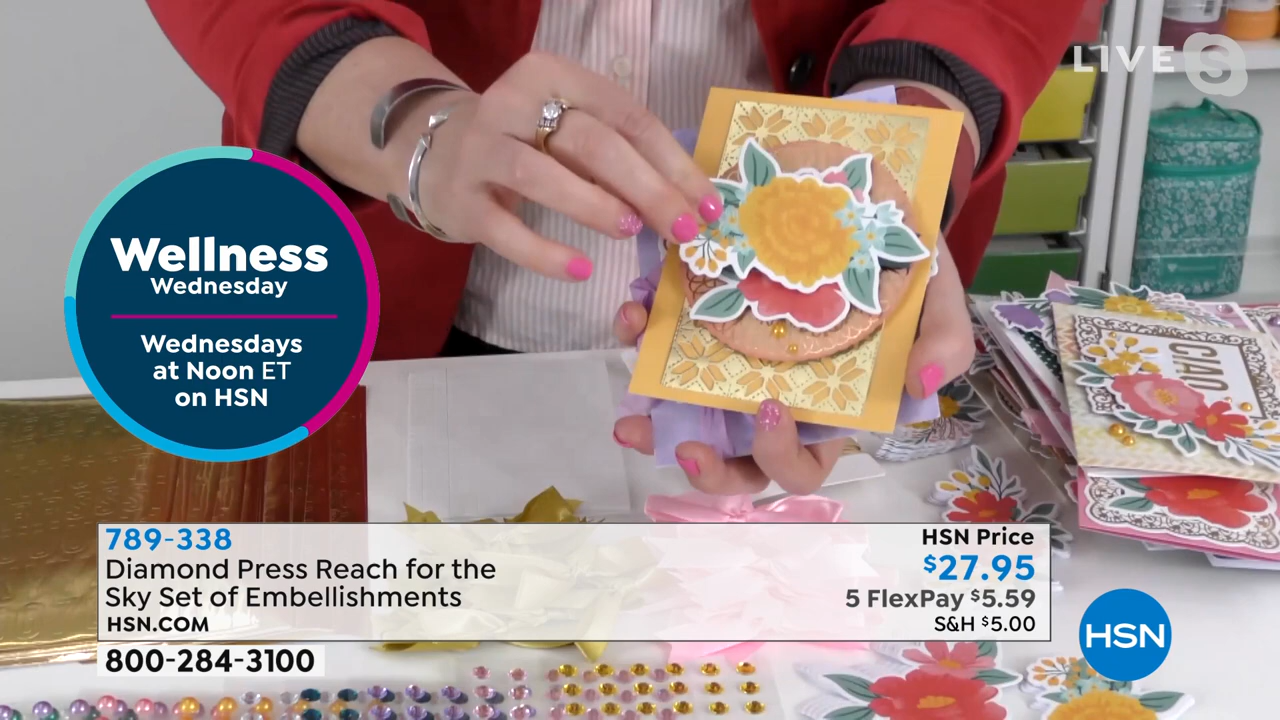 LIVE S
Wellness
Wednesday
Wednesdays
at Noon ET
on HSN
CIAO
789-338
Diamond Press Reach for the
Sky Set of Embellishments
HSN.COM
800-284-3100
HSN Price
$27.95
5 FlexPay $5.59
S&H $5.00
HSN